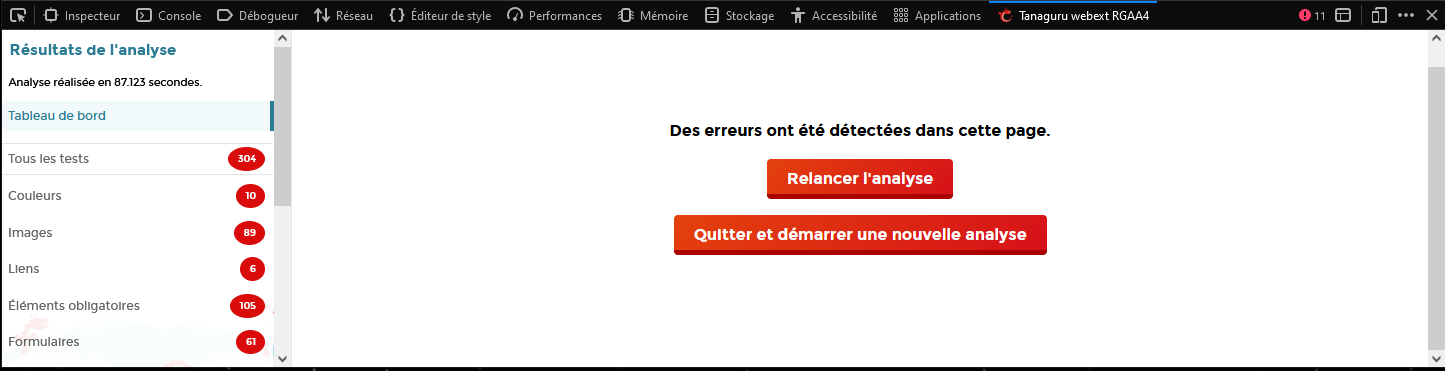 Inspecteur Console Débogueur Réseau Éditeur de style Performances Mémoire Stockage Accessibilité Applications Tanaguru webext RGAA4 11
Résultats de l'analyse
Analyse réalisée en 87.123 secondes.
Tableau de bord
Tous les tests 304
Couleurs 10
Images 89
Liens 6
Éléments obligatoires 105
Formulaires 61
Des erreurs ont été détectées dans cette page.
Relancer l'analyse
Quitter et démarrer une nouvelle analyse